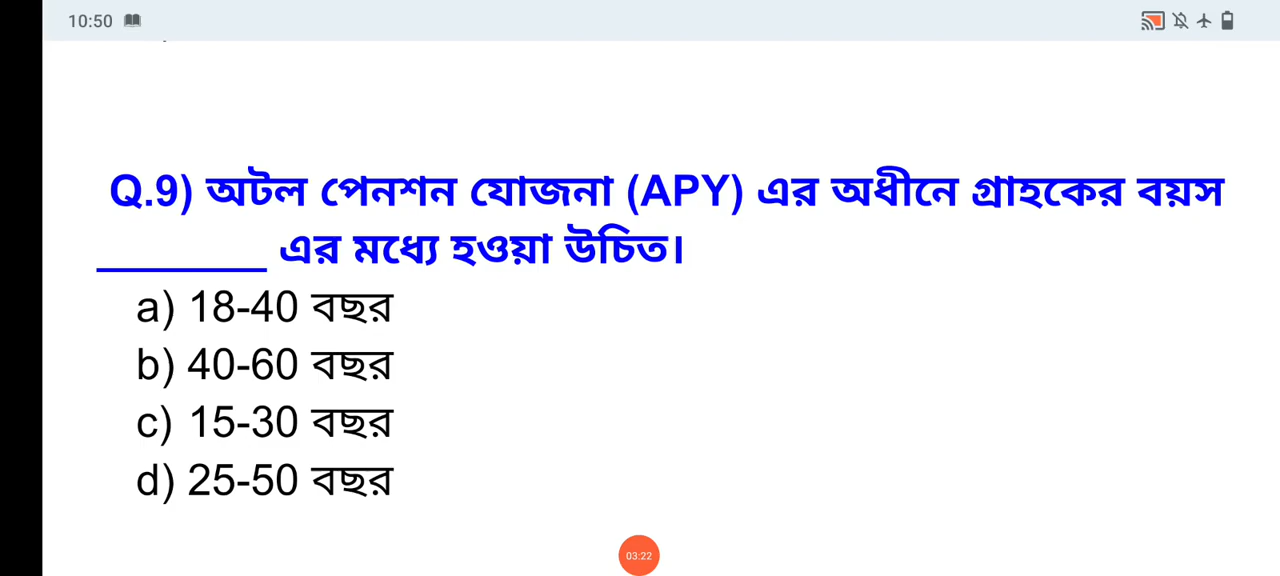 10:50
Q.9) অটল পেনশন যোজনা (APY) এর অধীনে গ্রাহকের বয়স
________ এর মধ্যে হওয়া উচিত।
a) 18-40 বছর
b) 40-60 বছর
c) 15-30 বছর
d) 25-50 বছর
03:22